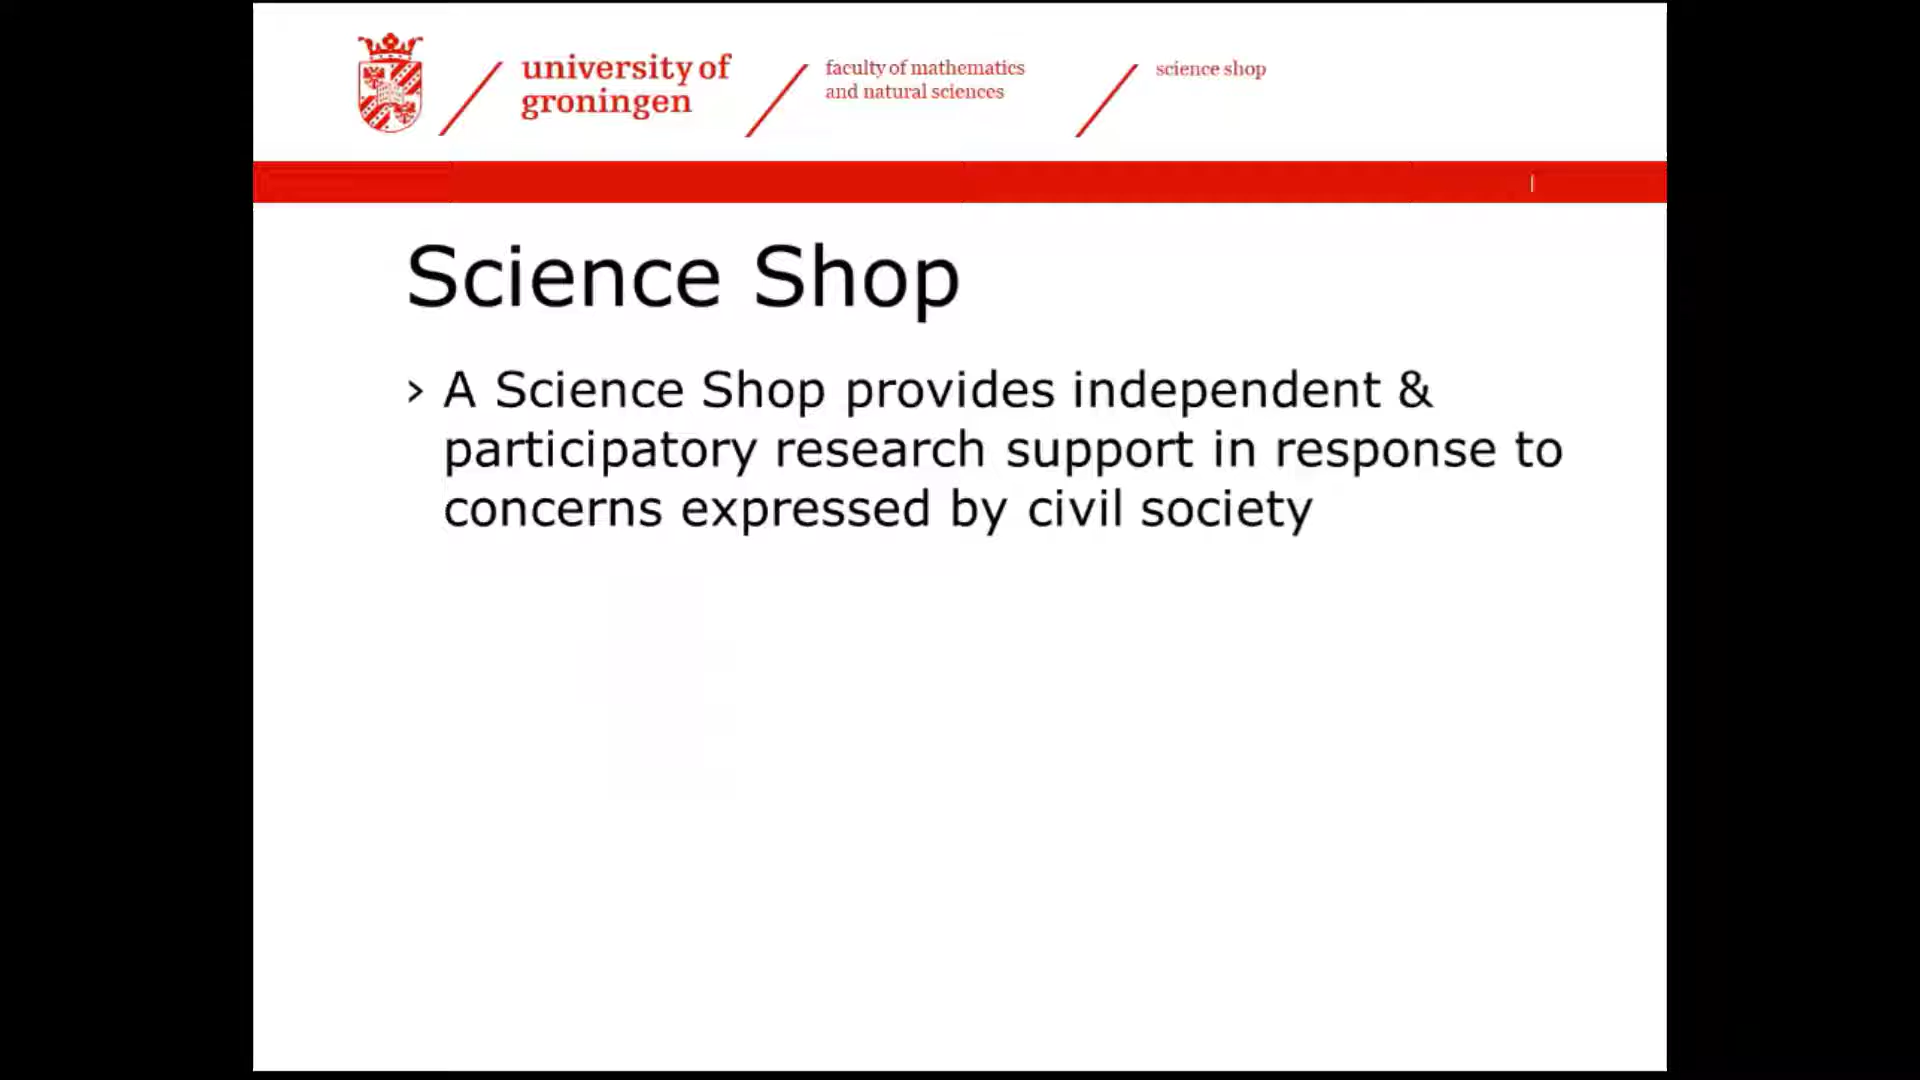 university of
groningen
faculty of mathematics
and natural sciences
science shop
Science Shop
› A Science Shop provides independent &
participatory research support in response to
concerns expressed by civil society